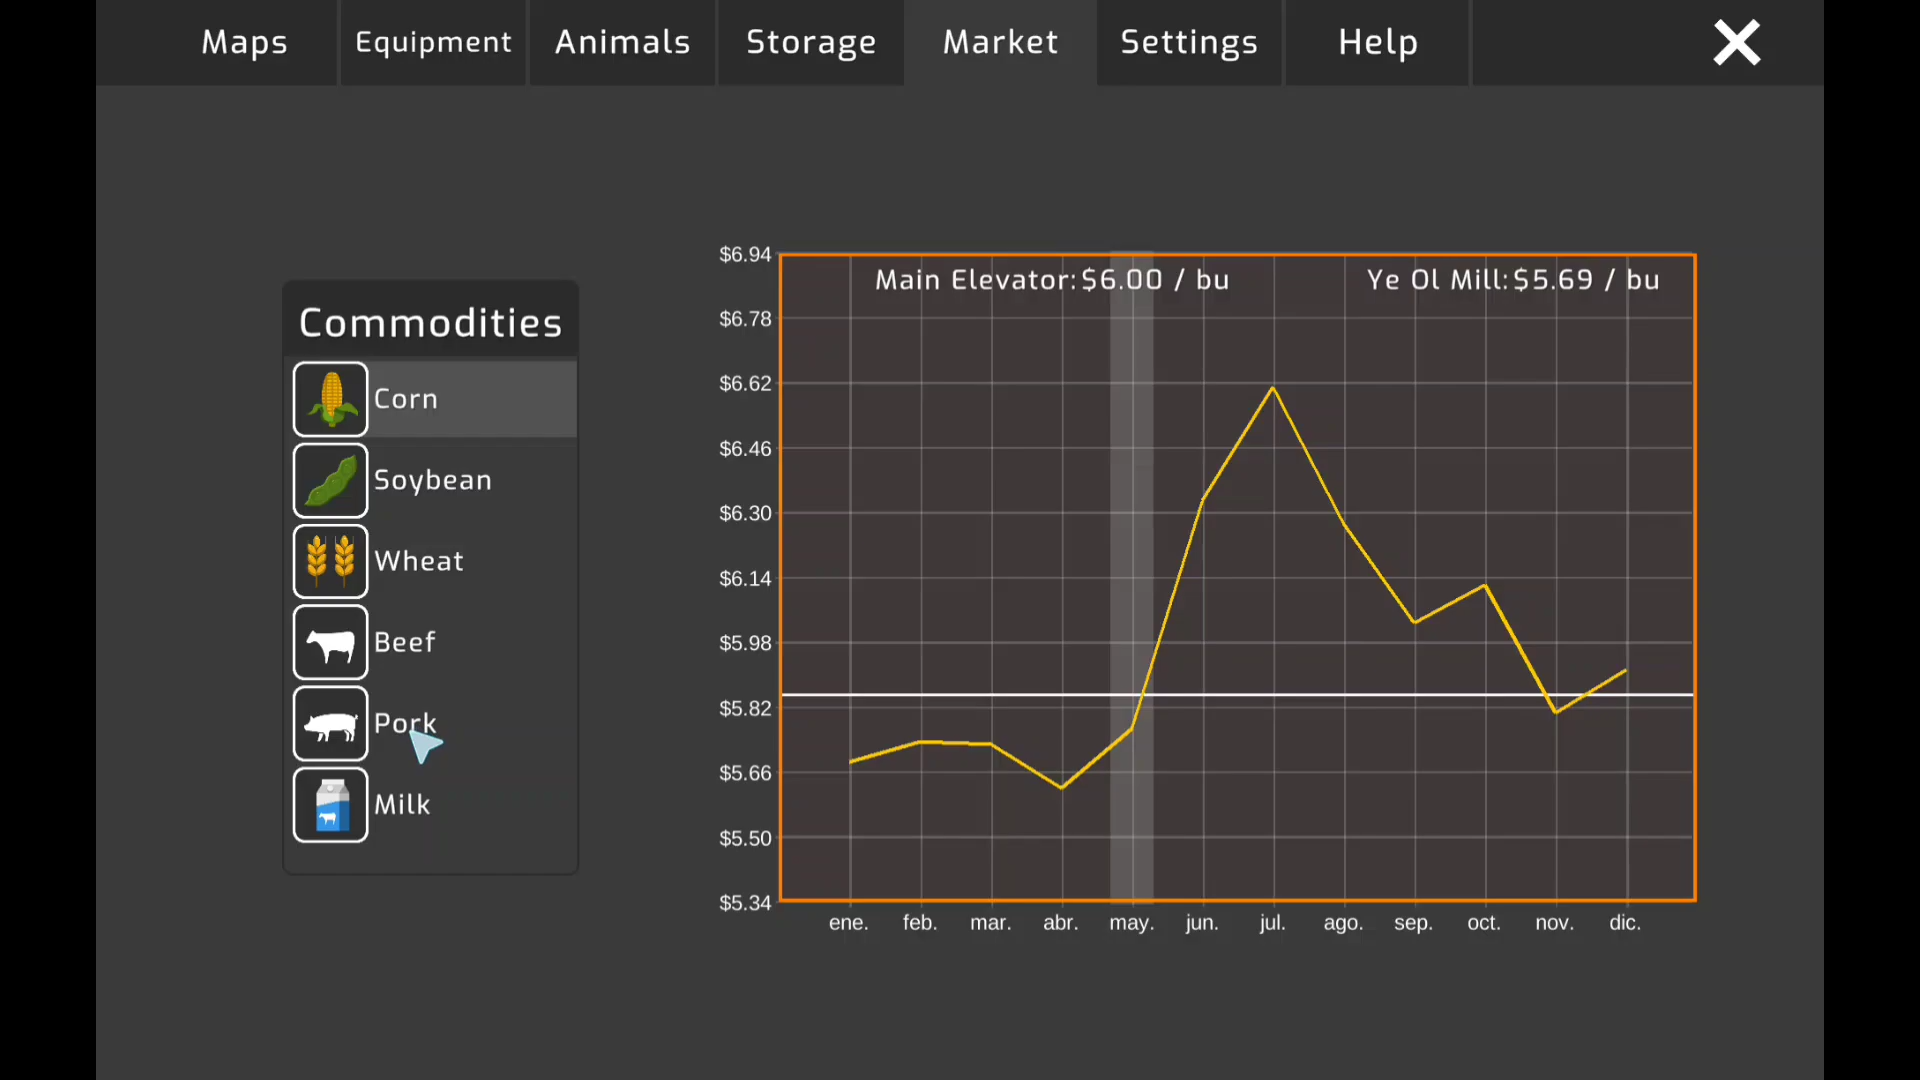 Maps Equipment Animals Storage Market Settings Help
Commodities
Corn
Soybean
Wheat
Beef
Pork
Milk
Main Elevator:$6.00 / bu Ye Ol Mill:$5.69 / bu
$6.94
$6.78
$6.62
$6.46
$6.30
$6.14
$5.98
$5.82
$5.66
$5.50
$5.34
ene. feb. mar. abr. may. jun. jul. ago. sep. oct. nov. dic.